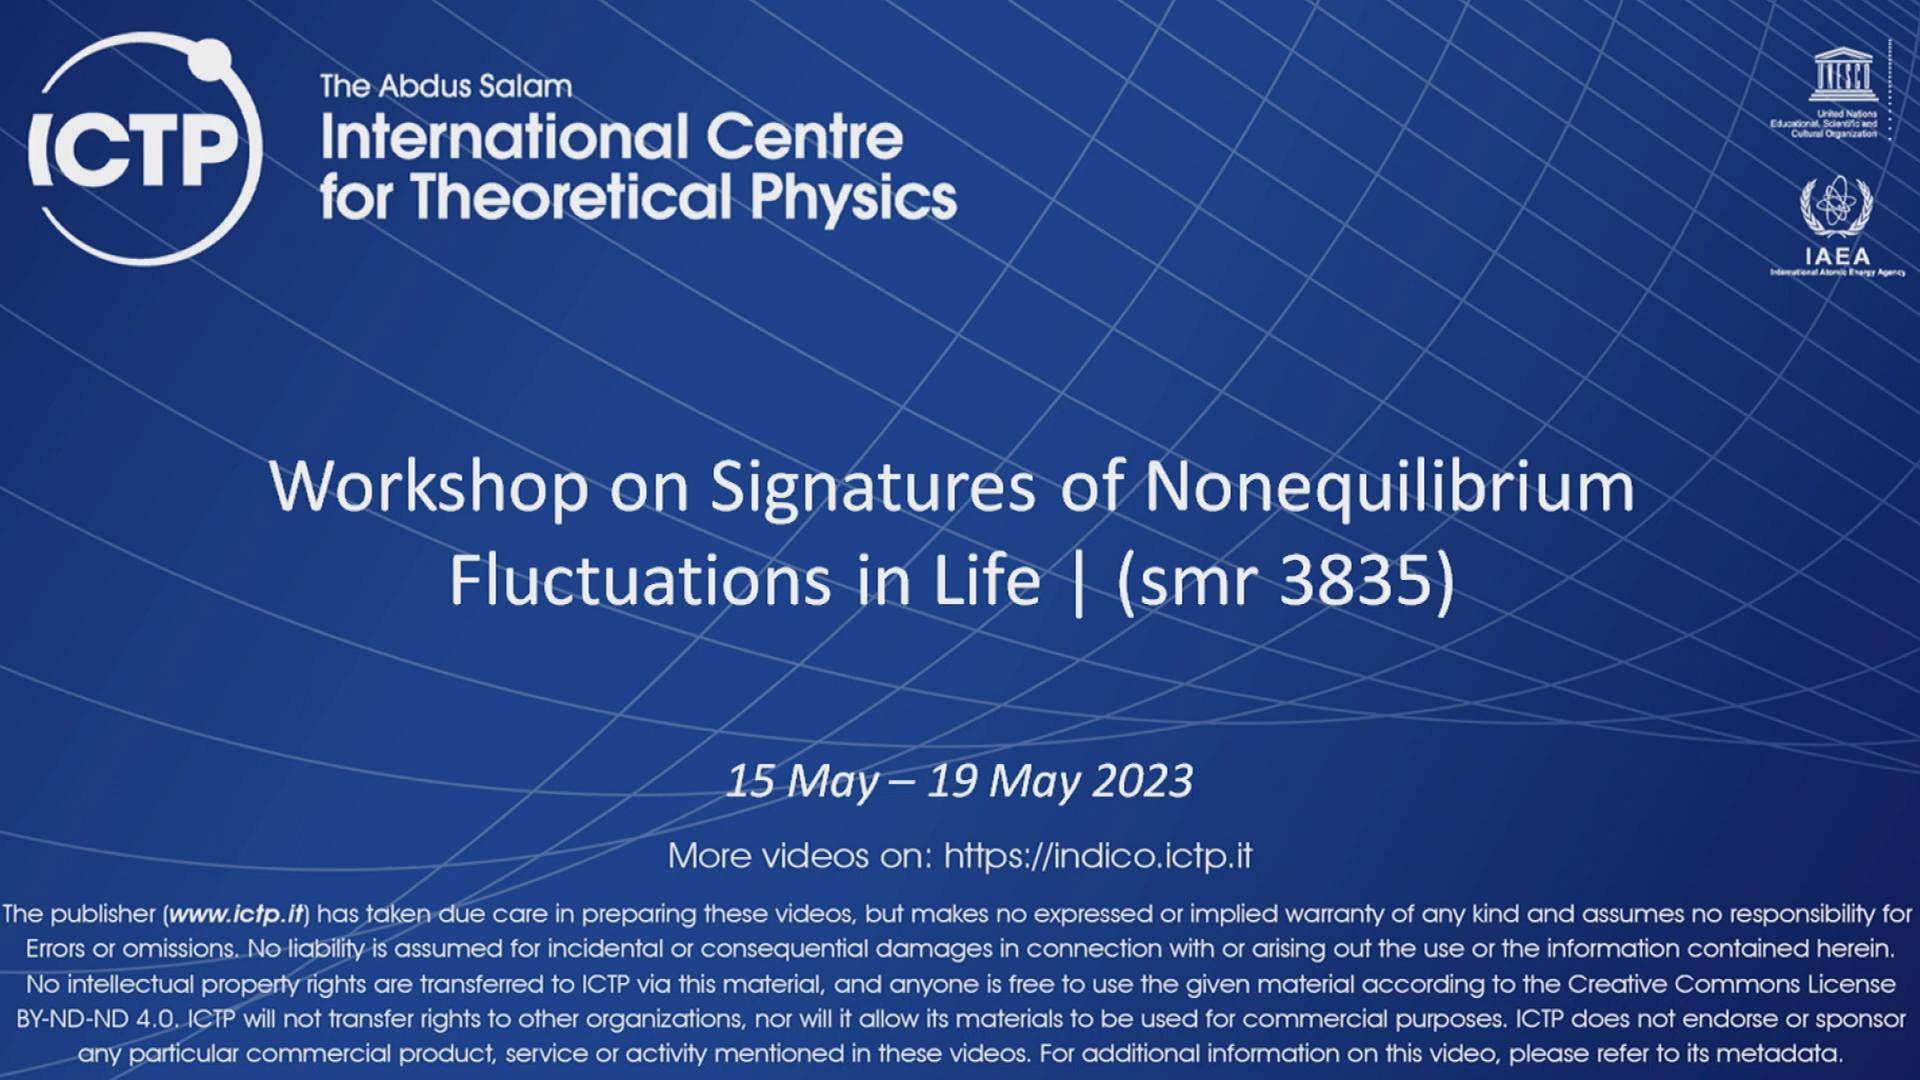 ICTP
The Abdus Salam
International Centre
for Theoretical Physics
UNESCO
United Nations
Educational, Scientific and
Cultural Organization
IAEA
International Atomic Energy Agency
Workshop on Signatures of Nonequilibrium
Fluctuations in Life | (smr 3835)
15 May – 19 May 2023
More videos on: https://indico.ictp.it
The publisher (www.ictp.it) has taken due care in preparing these videos, but makes no expressed or implied warranty of any kind and assumes no responsibility for
Errors or omissions. No liability is assumed for incidental or consequential damages in connection with or arising out the use or the information contained herein.
No intellectual property rights are transferred to ICTP via this material, and anyone is free to use the given material according to the Creative Commons License
BY-ND-ND 4.0. ICTP will not transfer rights to other organizations, nor will it allow its materials to be used for commercial purposes. ICTP does not endorse or sponsor
any particular commercial product, service or activity mentioned in these videos. For additional information on this video, please refer to its metadata.